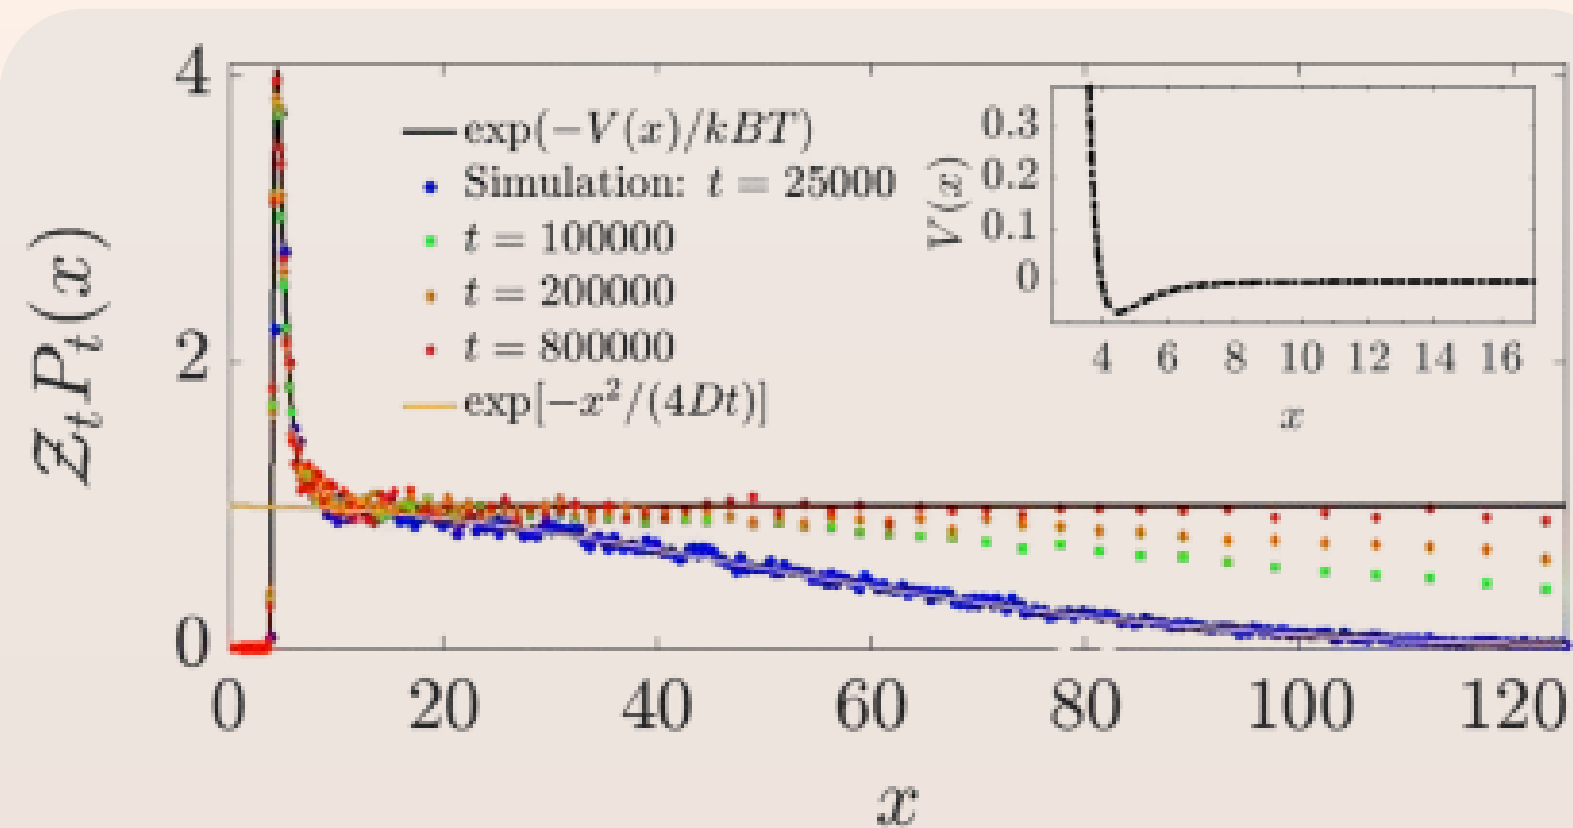 4
2
0
Z_t P_t(x)
exp(−V(x)/kBT)
Simulation: t = 25000
t = 100000
t = 200000
t = 800000
exp[−x²/(4Dt)]
V(x)
0.3
0.2
0.1
0
4 6 8 10 12 14 16
x
0 20 40 60 80 100 120
x